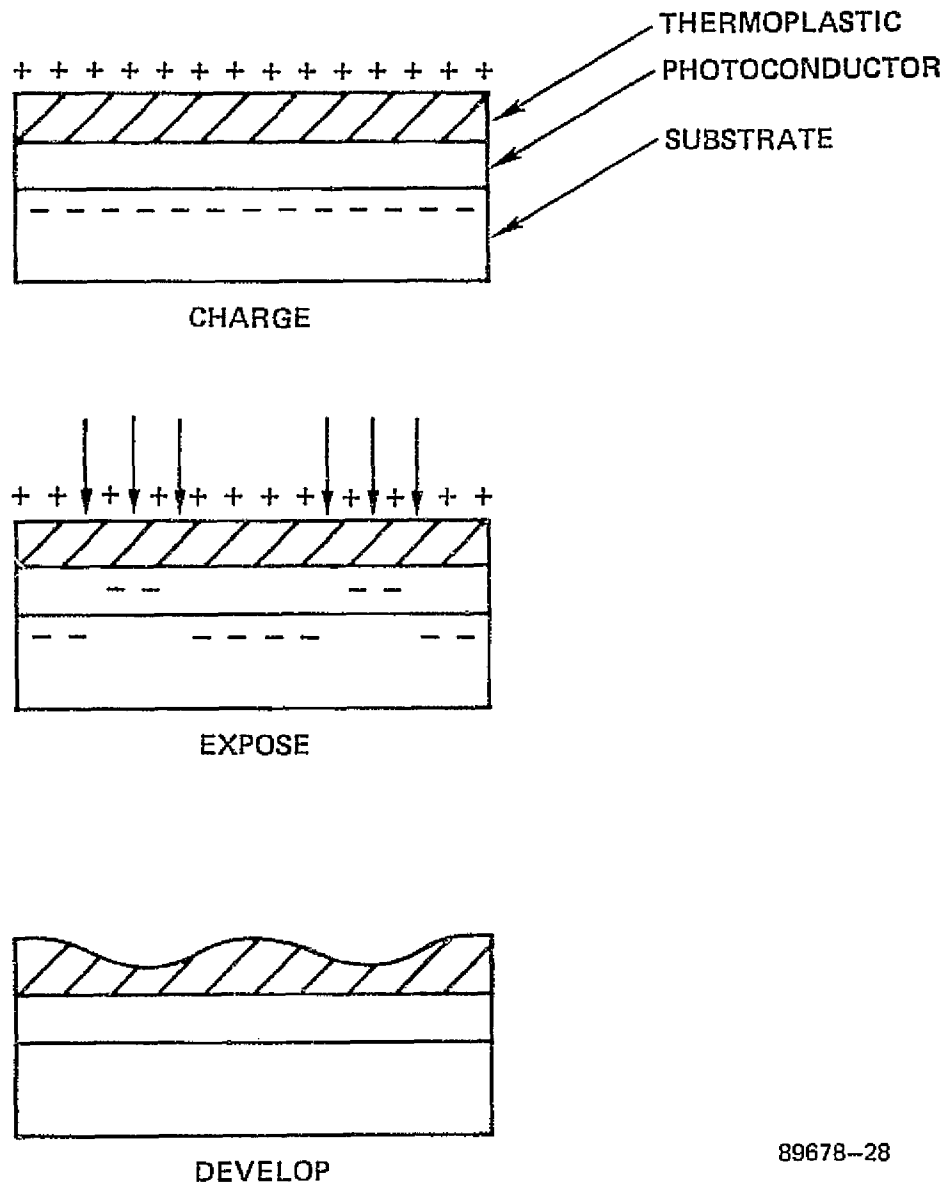 THERMOPLASTIC
PHOTOCONDUCTOR
SUBSTRATE
+ + + + + + + + + + + + + +
– – – – – – – – – – – – –
CHARGE
+ + + + + + + + + + + +
– – – –
– – – – – – – –
EXPOSE
DEVELOP
89678–28